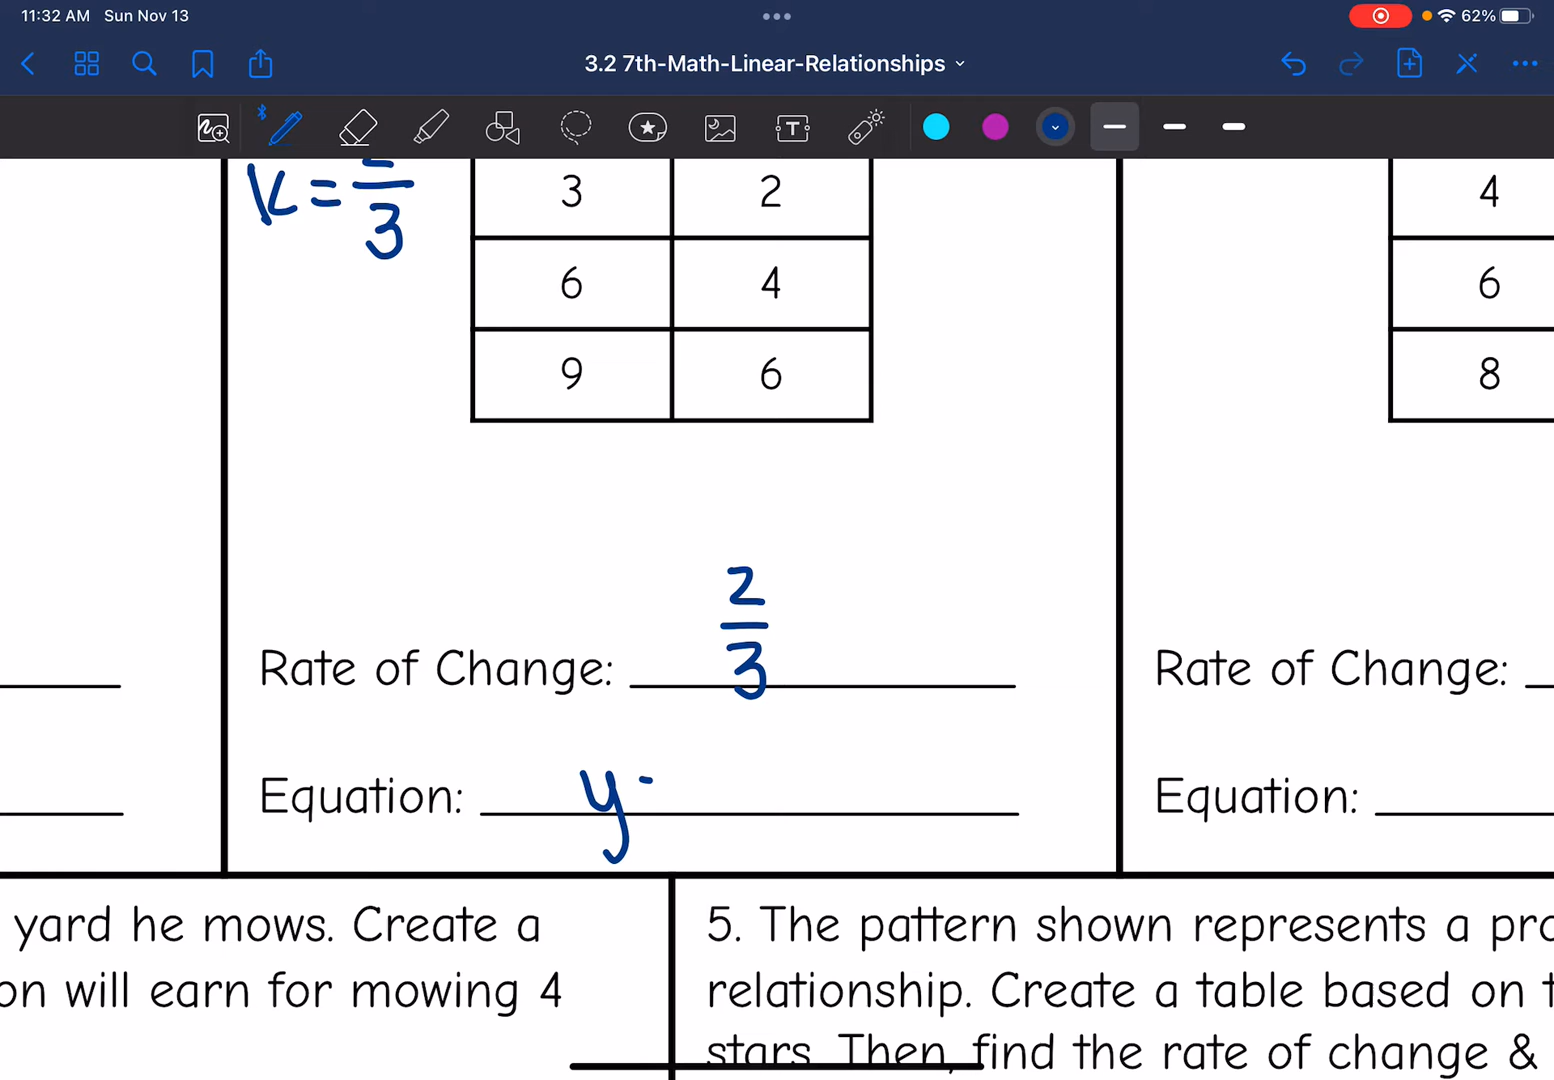 11:32 AM Sun Nov 13
62%
3.2 7th-Math-Linear-Relationships
T
K = /3
3 2
4
6 4
6
9 6
8
2/3
Rate of Change:
Rate of Change:
Equation: y -
Equation:
yard he mows. Create a
on will earn for mowing 4
5. The pattern shown represents a pro
relationship. Create a table based on t
stars. Then, find the rate of change &